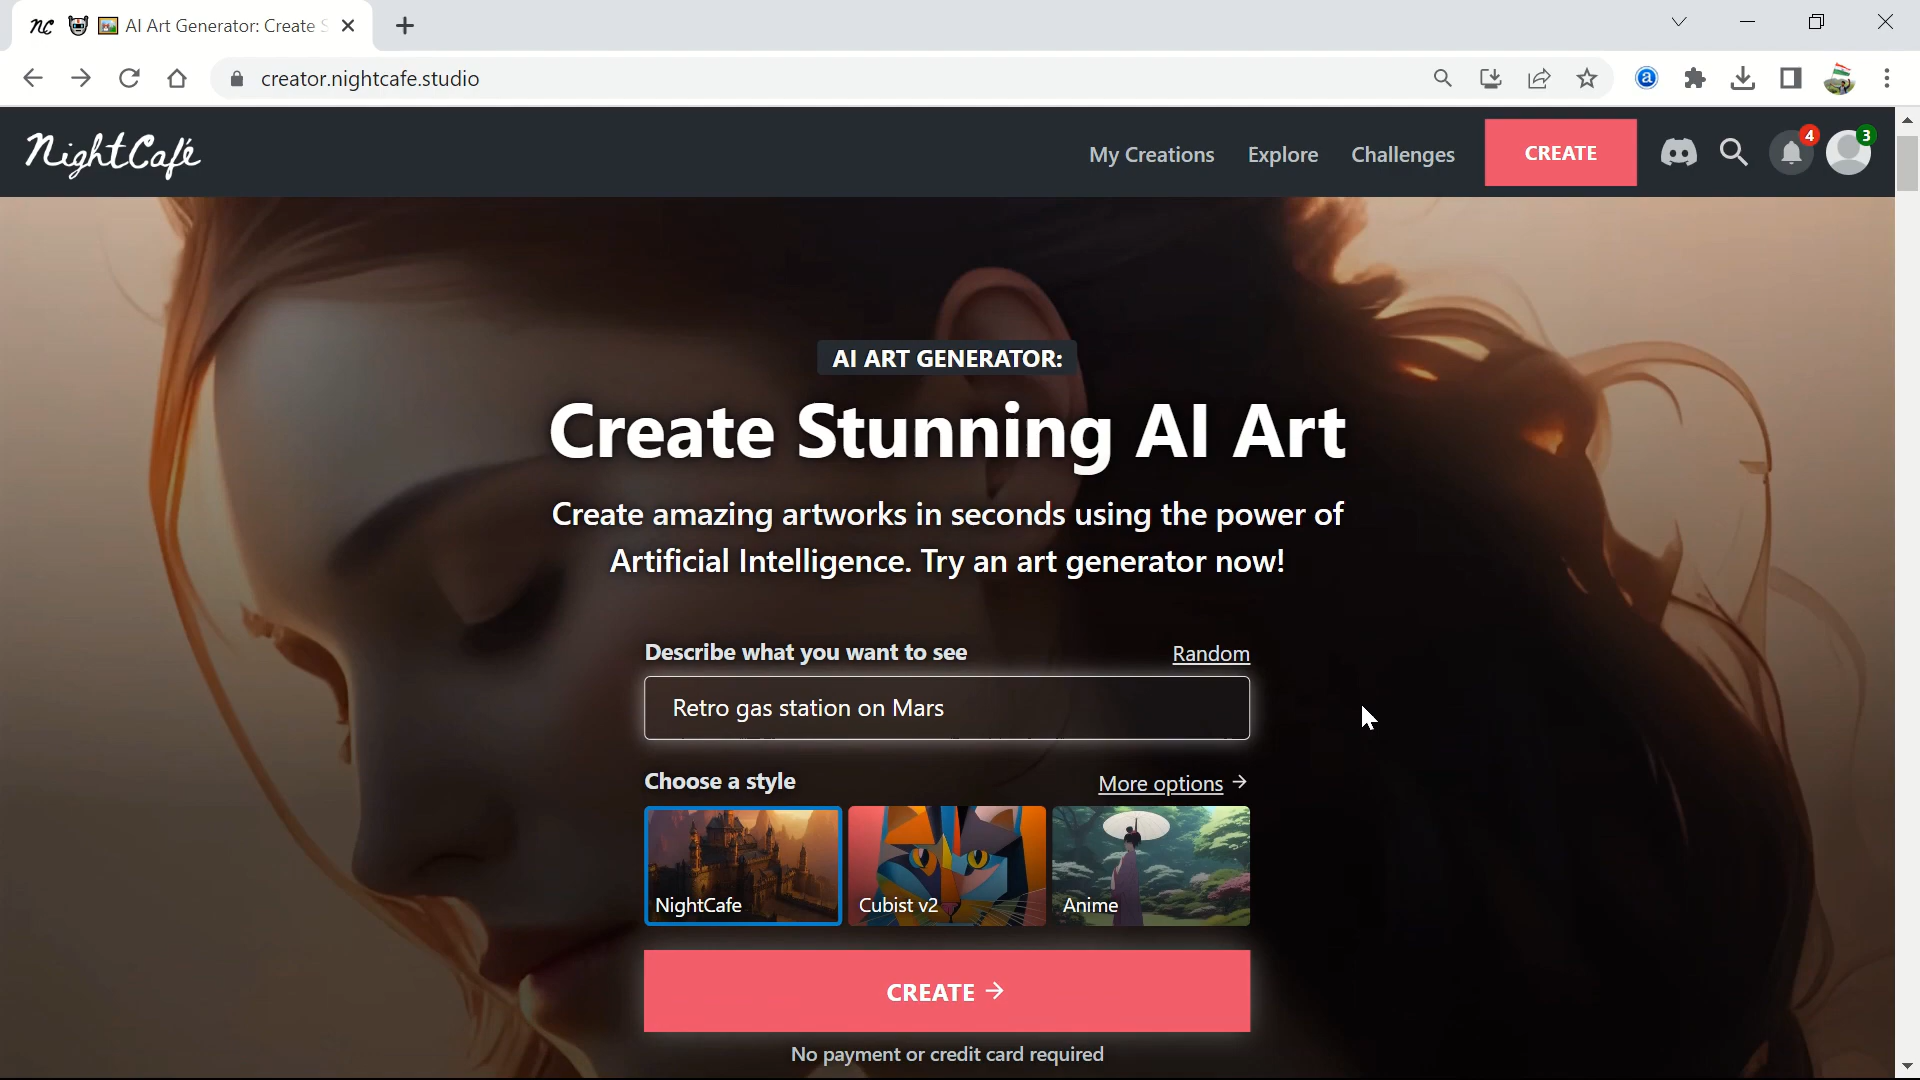 NC AI Art Generator: Create S
creator.nightcafe.studio
a
NightCafé
My Creations
Explore
Challenges
CREATE
4
3
AI ART GENERATOR:
Create Stunning AI Art
Create amazing artworks in seconds using the power of
Artificial Intelligence. Try an art generator now!
Describe what you want to see
Random
Retro gas station on Mars
Choose a style
More options →
NightCafe
Cubist v2
Anime
CREATE →
No payment or credit card required